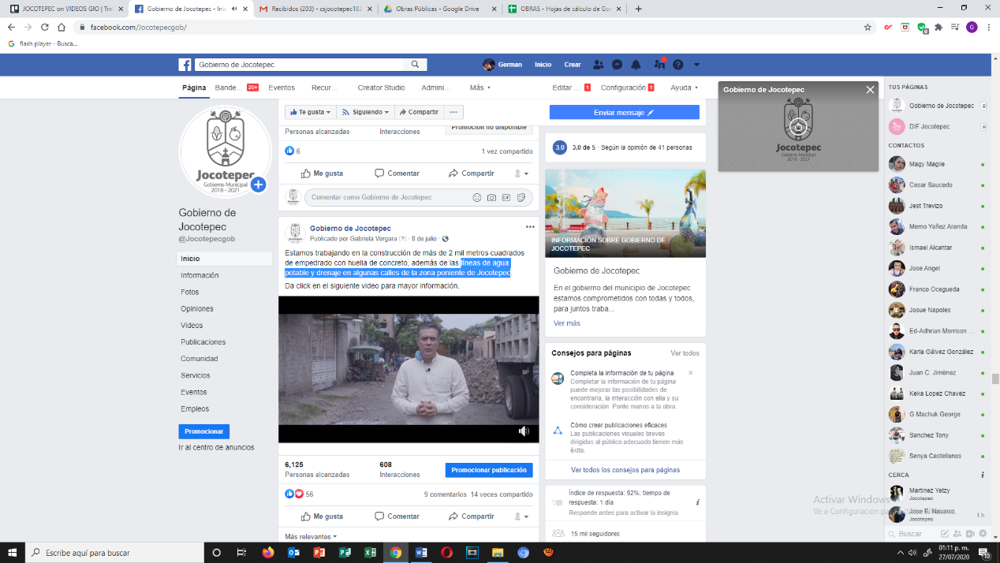 JOCOTEPEC on VIDEOS GIO | Tre
Gobierno de Jocotepec - Inic
Recibidos (203) - csjocotepec182
Obras Públicas - Google Drive
OBRAS - Hojas de cálculo de Goo
facebook.com/Jocotepecgob/
flash player - Busca...
Gobierno de Jocotepec
German
Inicio
Crear
Página
Bande...
20+
Eventos
Recur...
Creator Studio
Admini...
Más
Editar ...
1
Configuración
1
Ayuda
Jocotepec
Gobierno Municipal
2018 - 2021
Gobierno de
Jocotepec
@Jocotepecgob
Inicio
Información
Fotos
Opiniones
Videos
Publicaciones
Comunidad
Servicios
Eventos
Empleos
Promocionar
Ir al centro de anuncios
Te gusta
Siguiendo
Compartir
Personas alcanzadas
Interacciones
Promoción no disponible
6
1 vez compartido
Me gusta
Comentar
Compartir
Comentar como Gobierno de Jocotepec
Gobierno de Jocotepec
Publicado por Gabriela Vergara [?] · 8 de julio ·
Estamos trabajando en la construcción de más de 2 mil metros cuadrados
de empedrado con huella de concreto, además de las líneas de agua
potable y drenaje en algunas calles de la zona poniente de Jocotepec
Da click en el siguiente video para mayor información.
6,125
Personas alcanzadas
608
Interacciones
Promocionar publicación
56
9 comentarios 14 veces compartido
Me gusta
Comentar
Compartir
Más relevantes
Enviar mensaje
3.0
3.0 de 5 · Según la opinión de 41 personas
INFORMACIÓN SOBRE GOBIERNO DE
JOCOTEPEC
Gobierno de Jocotepec
En el gobierno del municipio de Jocotepec
estamos comprometidos con todas y todos,
para juntos traba...
Ver más
Consejos para páginas
Ver todos
Completa la información de tu página
Completar la información de tu página
puede mejorar las posibilidades de
encontrarla, la interacción con ella y su
consideración. Ponte manos a la obra.
Cómo crear publicaciones eficaces
Las publicaciones visuales breves
dirigidas al público adecuado tienen más
éxito.
Ver todos los consejos para páginas
Índice de respuesta: 92%; tiempo de
respuesta: 1 día
Responde antes para activar la insignia
15 mil seguidores
Gobierno de Jocotepec
Jocotepec
Gobierno Municipal
2018 - 2021
TUS PÁGINAS
Gobierno de Jocotepec
9
DIF Jocotepec
9
CONTACTOS
Magy Maglle
Cesar Saucedo
Jest Trevizo
Memo Yañez Aranda
Ismael Alcantar
Jose Angel
Franco Ocegueda
Josue Napoles
Ed-Adhrian Morrison ...
Karla Gálvez González
Juan C. Jiménez
Keka Lopez Chavez
G Machuk George
Sanchez Tony
Senya Castellanos
CERCA
Martinez Yetzy
Jocotepec
Jose E. Navarro
Jocotepec
1 h
Buscar
Activar Windows
Ve a Configuración para activar Windows.
Escribe aquí para buscar
01:11 p. m.
27/07/2020
10